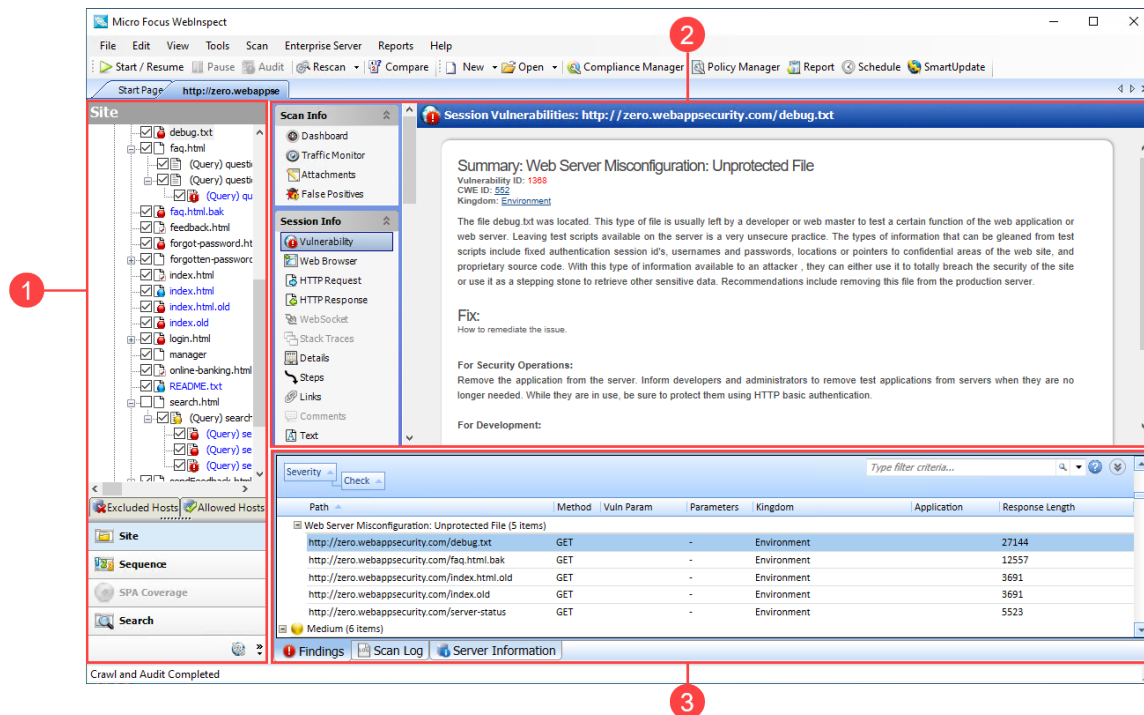 Micro Focus WebInspect
File Edit View Tools Scan Enterprise Server Reports Help
2
Start / Resume Pause Audit Rescan Compare New Open Compliance Manager Policy Manager Report Schedule SmartUpdate
Start Page http://zero.webappse
Site
debug.txt
faq.html
(Query) questi
(Query) questi
(Query) qu
faq.html.bak
feedback.html
forgot-password.ht
forgotten-password
index.html
index.html
index.html.old
index.old
login.html
manager
online-banking.html
README.txt
search.html
(Query) search
(Query) se
(Query) se
(Query) se
sendFeedback.html
1
Excluded Hosts Allowed Hosts
Site
Sequence
SPA Coverage
Search
Scan Info
Dashboard
Traffic Monitor
Attachments
False Positives
Session Info
Vulnerability
Web Browser
HTTP Request
HTTP Response
WebSocket
Stack Traces
Details
Steps
Links
Comments
Text
Session Vulnerabilities: http://zero.webappsecurity.com/debug.txt
Summary: Web Server Misconfiguration: Unprotected File
Vulnerability ID: 1368
CWE ID: 552
Kingdom: Environment
The file debug.txt was located. This type of file is usually left by a developer or web master to test a certain function of the web application or
web server. Leaving test scripts available on the server is a very unsecure practice. The types of information that can be gleaned from test
scripts include fixed authentication session id's, usernames and passwords, locations or pointers to confidential areas of the web site, and
proprietary source code. With this type of information available to an attacker , they can either use it to totally breach the security of the site
or use it as a stepping stone to retrieve other sensitive data. Recommendations include removing this file from the production server.
Fix:
How to remediate the issue.
For Security Operations:
Remove the application from the server. Inform developers and administrators to remove test applications from servers when they are no
longer needed. While they are in use, be sure to protect them using HTTP basic authentication.
For Development:
Severity
Check
Type filter criteria...
Path Method Vuln Param Parameters Kingdom Application Response Length
Web Server Misconfiguration: Unprotected File (5 items)
http://zero.webappsecurity.com/debug.txt GET - Environment 27144
http://zero.webappsecurity.com/faq.html.bak GET - Environment 12557
http://zero.webappsecurity.com/index.html.old GET - Environment 3691
http://zero.webappsecurity.com/index.old GET - Environment 3691
http://zero.webappsecurity.com/server-status GET - Environment 5523
Medium (6 items)
Findings Scan Log Server Information
Crawl and Audit Completed
3